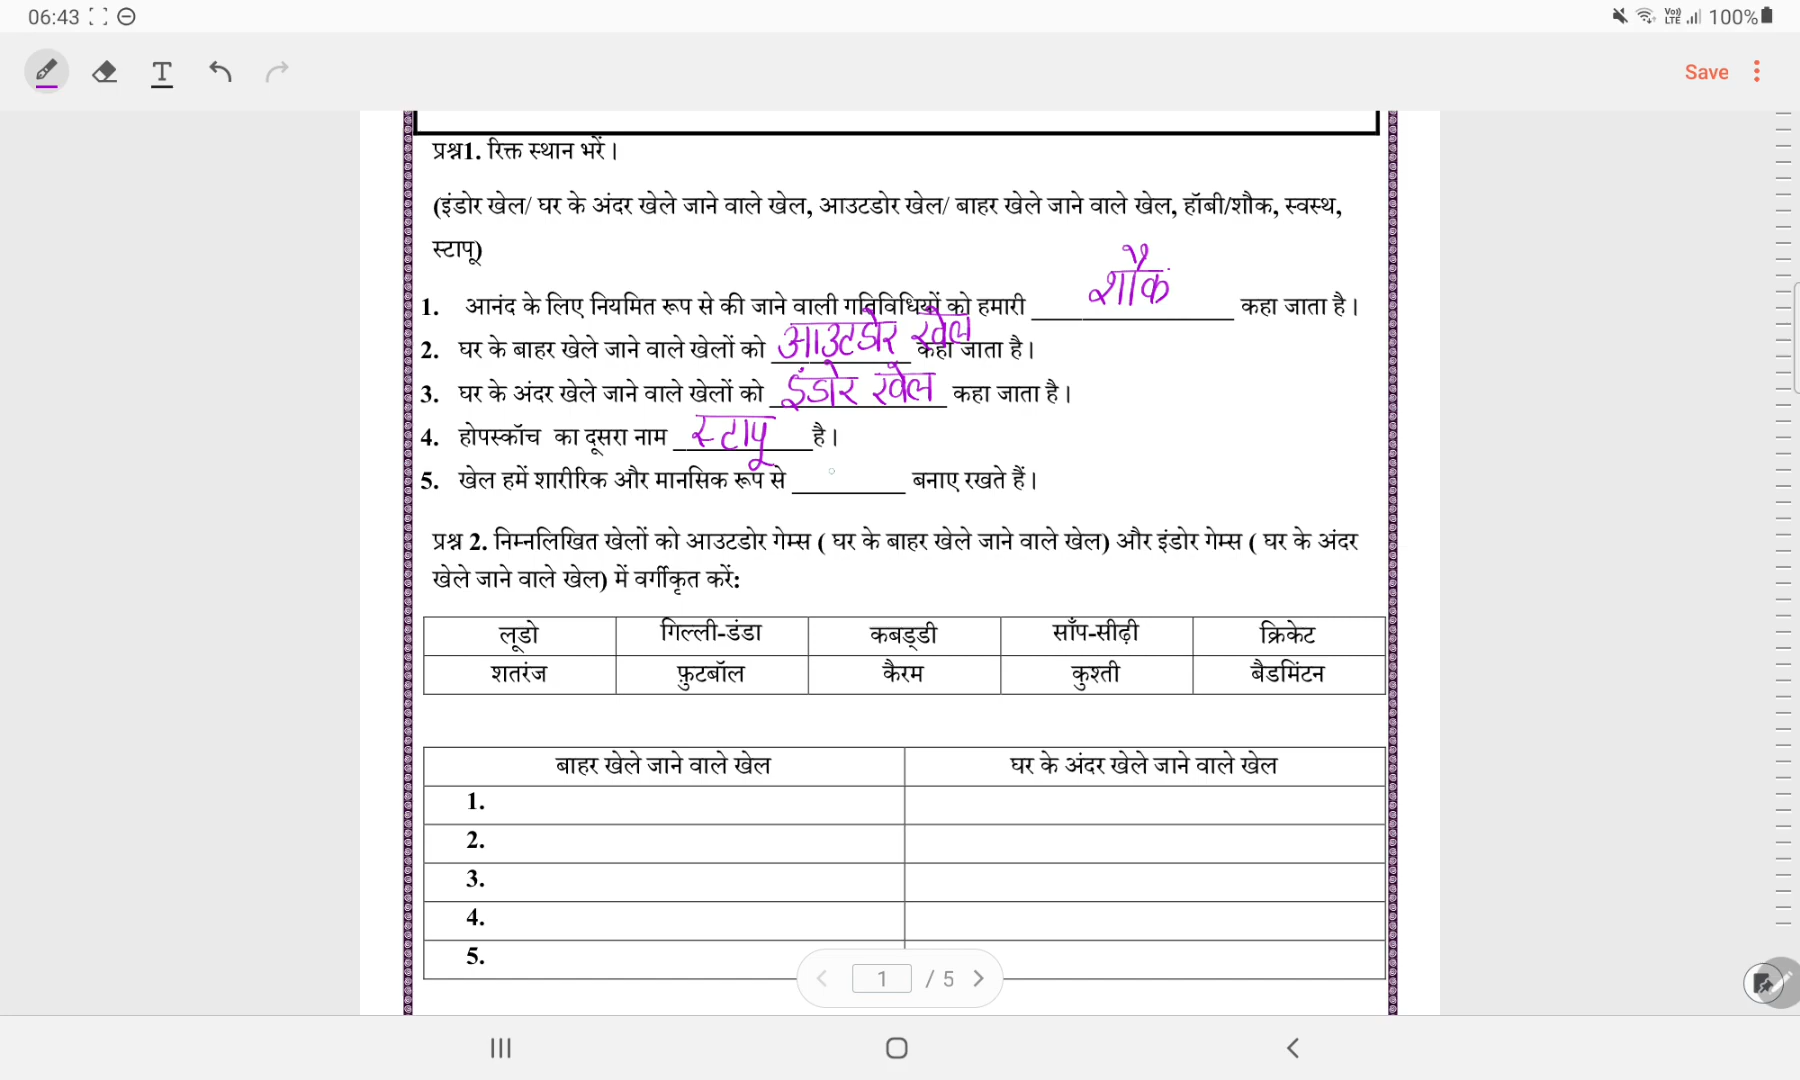 06:43 100%
T Save
प्रश्न1. रिक्त स्थान भरें।
(इंडोर खेल/ घर के अंदर खेले जाने वाले खेल, आउटडोर खेल/ बाहर खेले जाने वाले खेल, हॉबी/शौक, स्वस्थ,
स्टापू)
1. आनंद के लिए नियमित रूप से की जाने वाली गतिविधियों को हमारी शौक कहा जाता है।
2. घर के बाहर खेले जाने वाले खेलों को आउटडोर खेल कहा जाता है।
3. घर के अंदर खेले जाने वाले खेलों को इंडोर खेल कहा जाता है।
4. होपस्कॉच का दूसरा नाम स्टापू है।
5. खेल हमें शारीरिक और मानसिक रूप से __________ बनाए रखते हैं।
प्रश्न 2. निम्नलिखित खेलों को आउटडोर गेम्स ( घर के बाहर खेले जाने वाले खेल) और इंडोर गेम्स ( घर के अंदर
खेले जाने वाले खेल) में वर्गीकृत करें:
लूडो गिल्ली-डंडा कबड्डी साँप-सीढ़ी क्रिकेट
शतरंज फ़ुटबॉल कैरम कुश्ती बैडमिंटन
बाहर खेले जाने वाले खेल घर के अंदर खेले जाने वाले खेल
1.
2.
3.
4.
5.
1 / 5